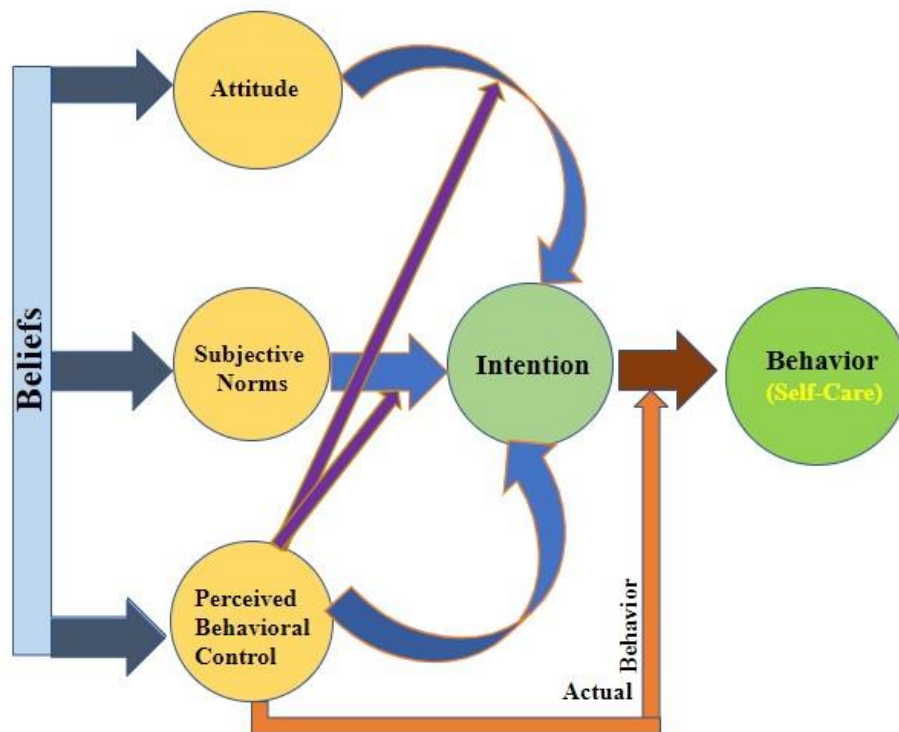 Beliefs
Attitude
Subjective
Norms
Perceived
Behavioral
Control
Intention
Behavior
(Self-Care)
Actual
Behavior